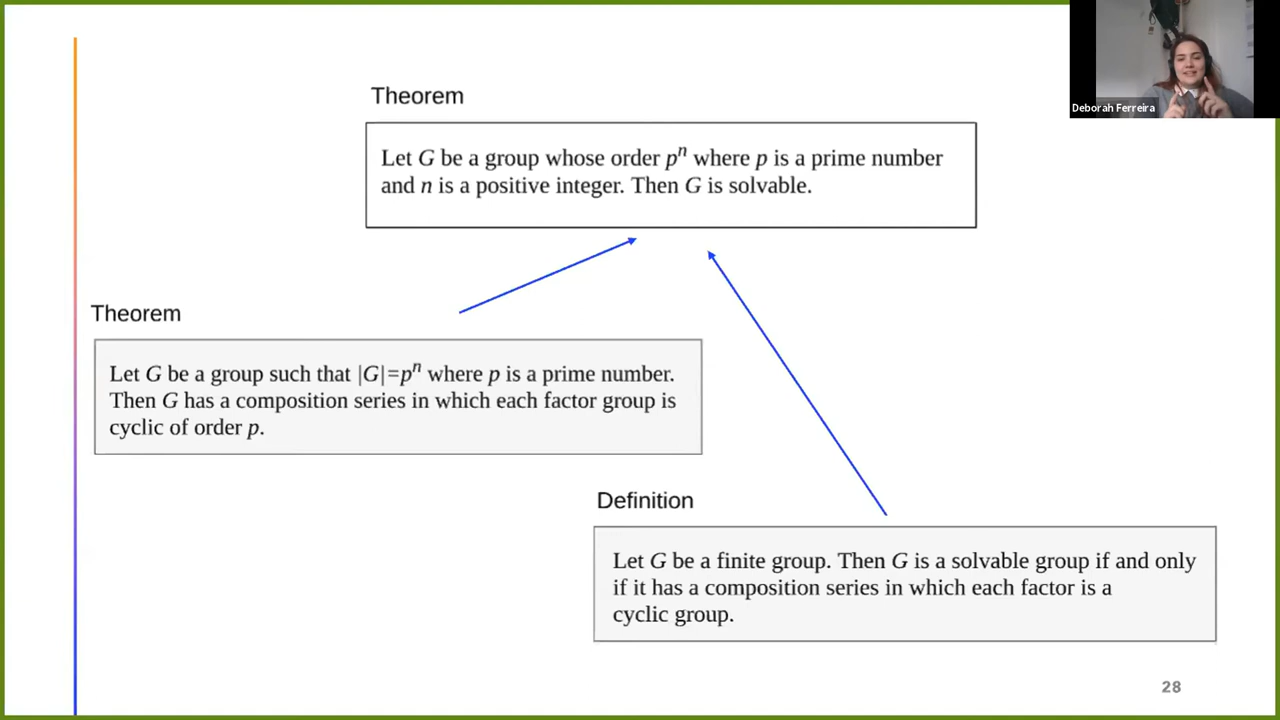 Deborah Ferreira
Theorem
Let G be a group whose order pⁿ where p is a prime number
and n is a positive integer. Then G is solvable.
Theorem
Let G be a group such that |G|=pⁿ where p is a prime number.
Then G has a composition series in which each factor group is
cyclic of order p.
Definition
Let G be a finite group. Then G is a solvable group if and only
if it has a composition series in which each factor is a
cyclic group.
28